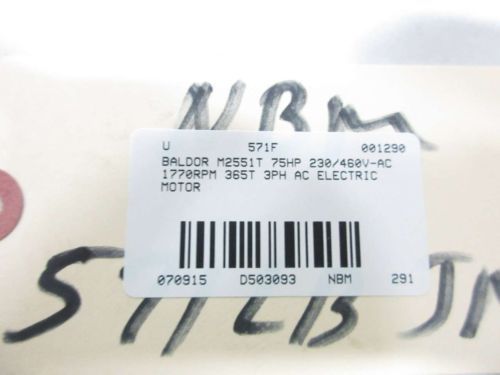 NBM
U 571F 001290
BALDOR M2551T 75HP 230/460V-AC
1770RPM 365T 3PH AC ELECTRIC
MOTOR
070915 D503093 NBM 291